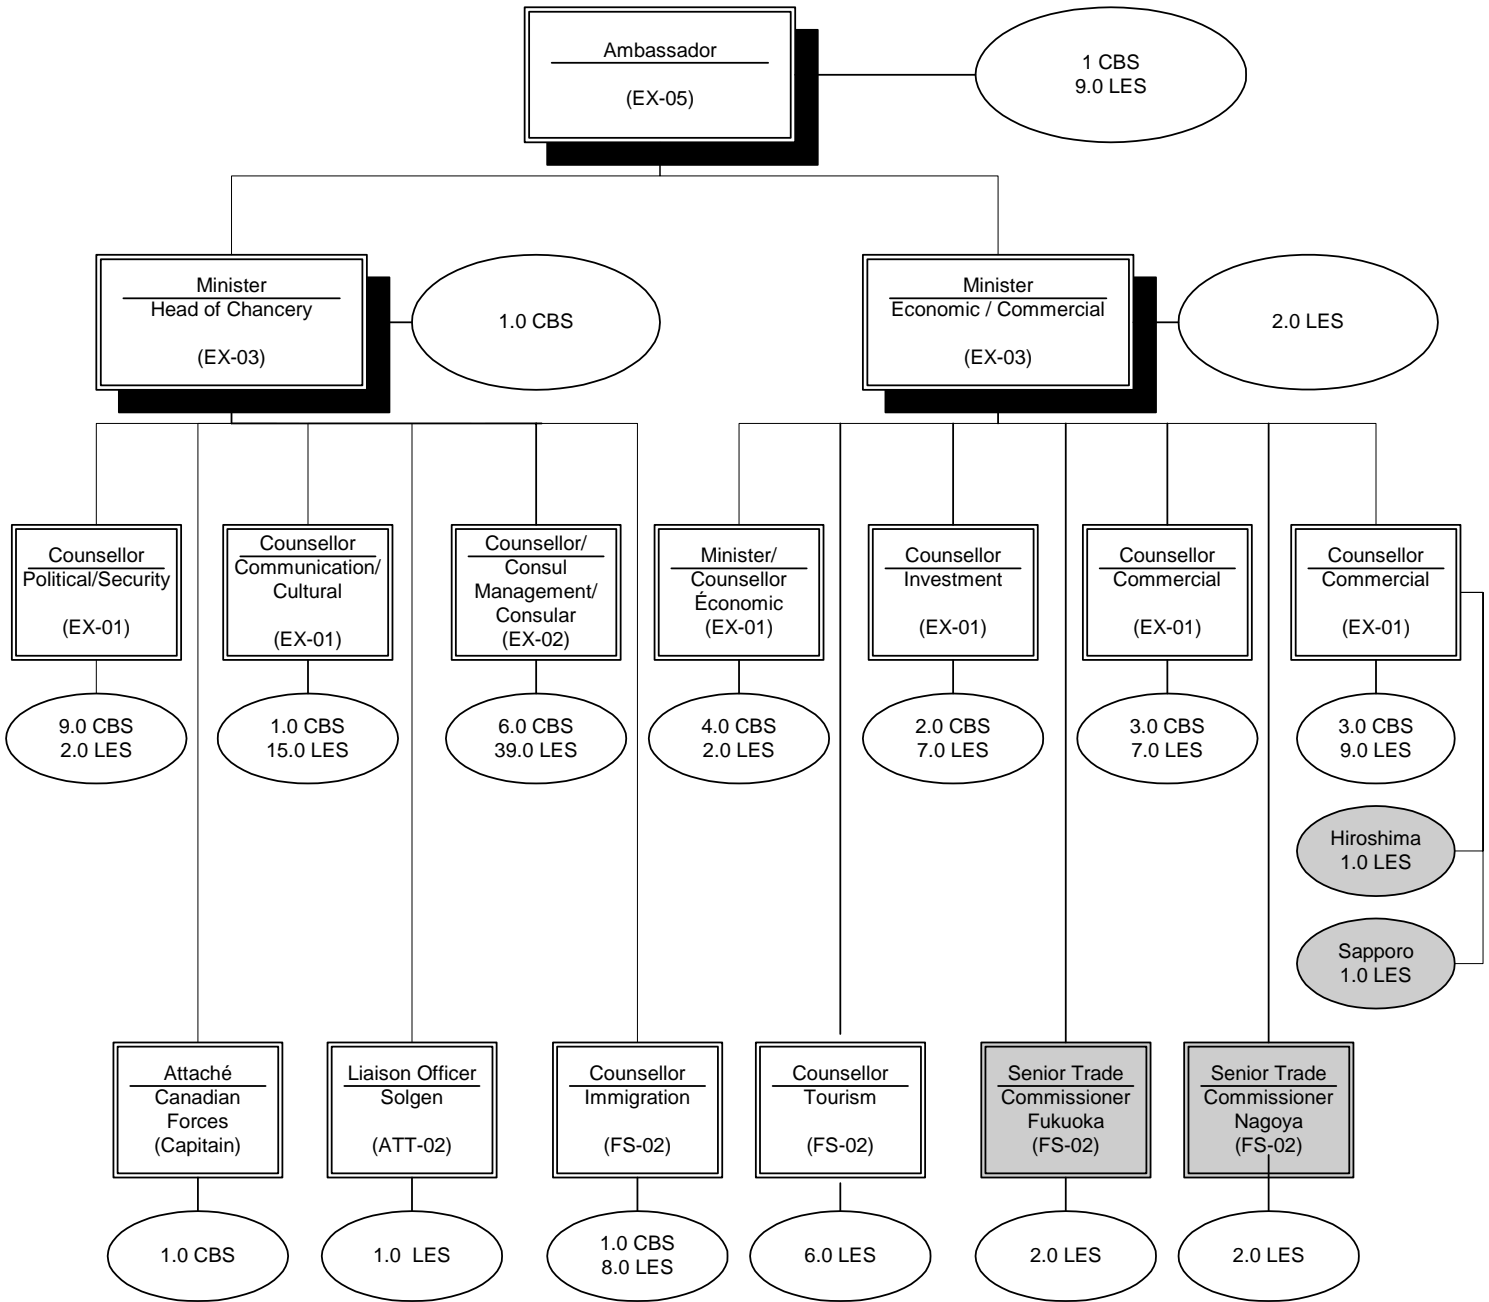 Ambassador
(EX-05)
1 CBS
9.0 LES
Minister
Head of Chancery
(EX-03)
1.0 CBS
Minister
Economic / Commercial
(EX-03)
2.0 LES
Counsellor
Political/Security
(EX-01)
Counsellor
Communication/
Cultural
(EX-01)
Counsellor/
Consul
Management/
Consular
(EX-02)
Minister/
Counsellor
Économic
(EX-01)
Counsellor
Investment
(EX-01)
Counsellor
Commercial
(EX-01)
Counsellor
Commercial
(EX-01)
9.0 CBS
2.0 LES
1.0 CBS
15.0 LES
6.0 CBS
39.0 LES
4.0 CBS
2.0 LES
2.0 CBS
7.0 LES
3.0 CBS
7.0 LES
3.0 CBS
9.0 LES
Hiroshima
1.0 LES
Sapporo
1.0 LES
Attaché
Canadian
Forces
(Capitain)
Liaison Officer
Solgen
(ATT-02)
Counsellor
Immigration
(FS-02)
Counsellor
Tourism
(FS-02)
Senior Trade
Commissioner
Fukuoka
(FS-02)
Senior Trade
Commissioner
Nagoya
(FS-02)
1.0 CBS
1.0 LES
1.0 CBS
8.0 LES
6.0 LES
2.0 LES
2.0 LES